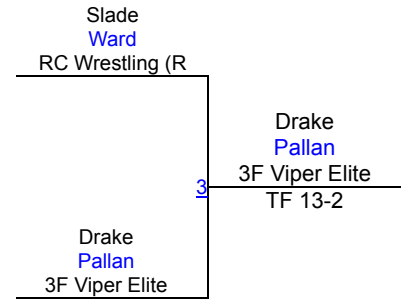 Slade
Ward
RC Wrestling (R
Drake
Pallan
3F Viper Elite
3
TF 13-2
Drake
Pallan
3F Viper Elite